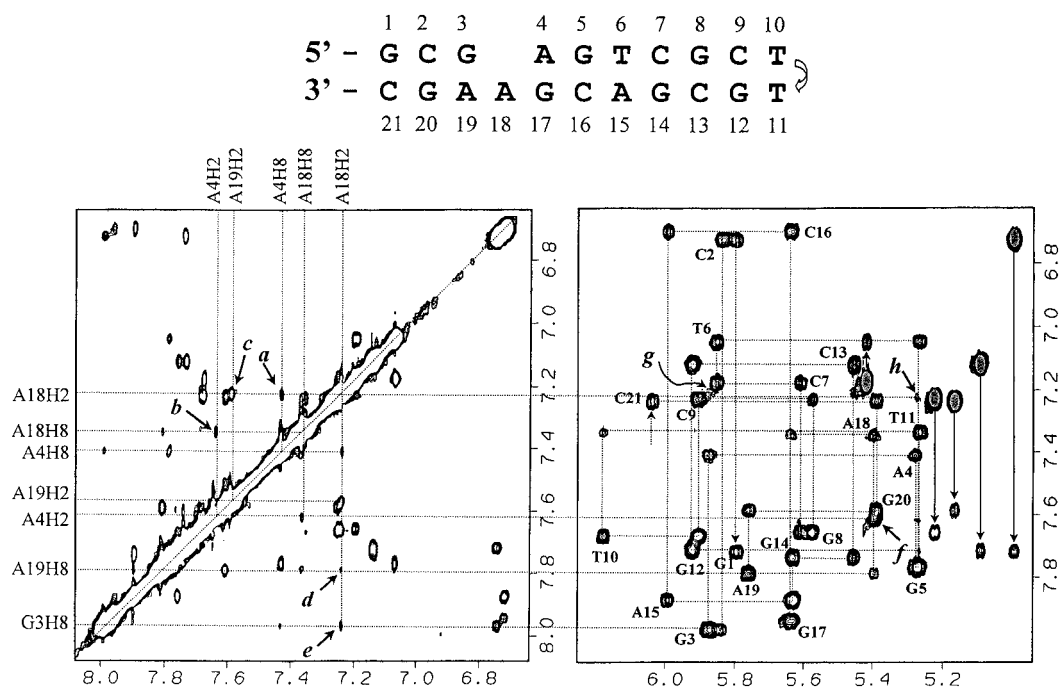 1 2 3 4 5 6 7 8 9 10
5' - G C G A G T C G C T
3' - C G A A G C A G C G T
21 20 19 18 17 16 15 14 13 12 11
A4H2 A19H2 A4H8 A18H8 A18H2
A18H2
A18H8
A4H8
A19H2
A4H2
A19H8
G3H8
a
b
c
d
e
6.8
7.0
7.2
7.4
7.6
7.8
8.0
8.0 7.8 7.6 7.4 7.2 7.0 6.8
C2 C16
T6
g C13 h
C21 C9 C7 A18 T11
A4
G20
T10 G12 G1 G14 G8 f
A19 G5
A15
G3 G17
6.8
7.0
7.2
7.4
7.6
7.8
8.0
6.0 5.8 5.6 5.4 5.2